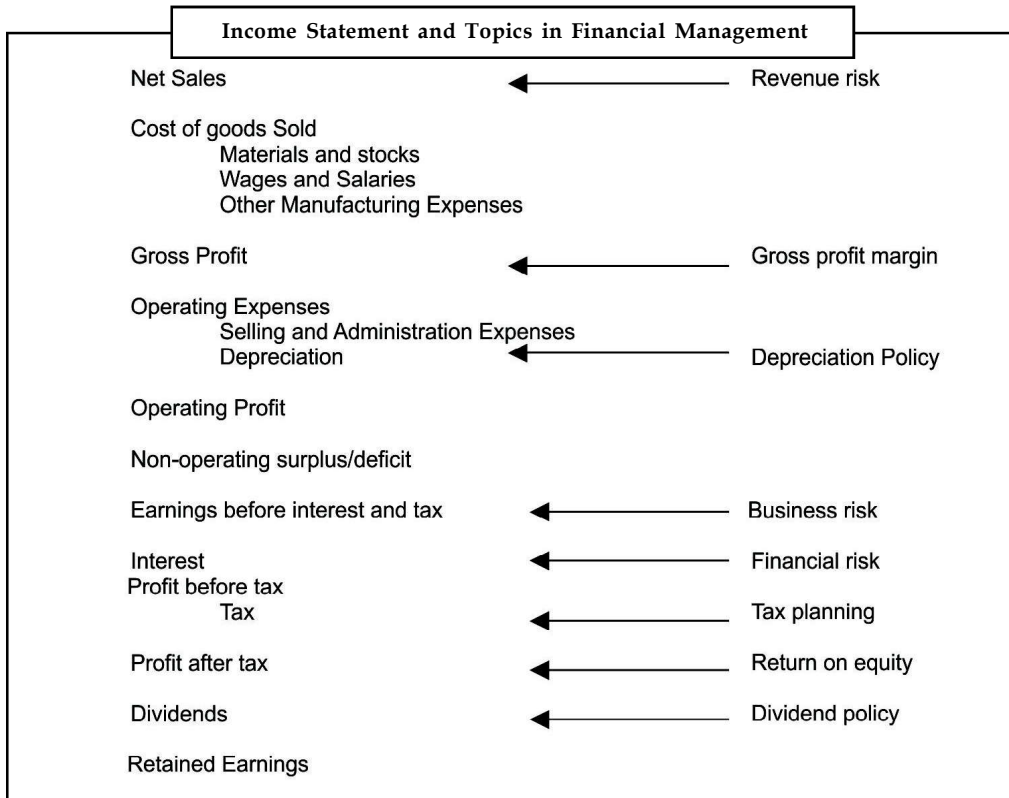 Income Statement and Topics in Financial Management
Net Sales Revenue risk
Cost of goods Sold
Materials and stocks
Wages and Salaries
Other Manufacturing Expenses
Gross Profit Gross profit margin
Operating Expenses
Selling and Administration Expenses
Depreciation Depreciation Policy
Operating Profit
Non-operating surplus/deficit
Earnings before interest and tax Business risk
Interest Financial risk
Profit before tax
Tax Tax planning
Profit after tax Return on equity
Dividends Dividend policy
Retained Earnings